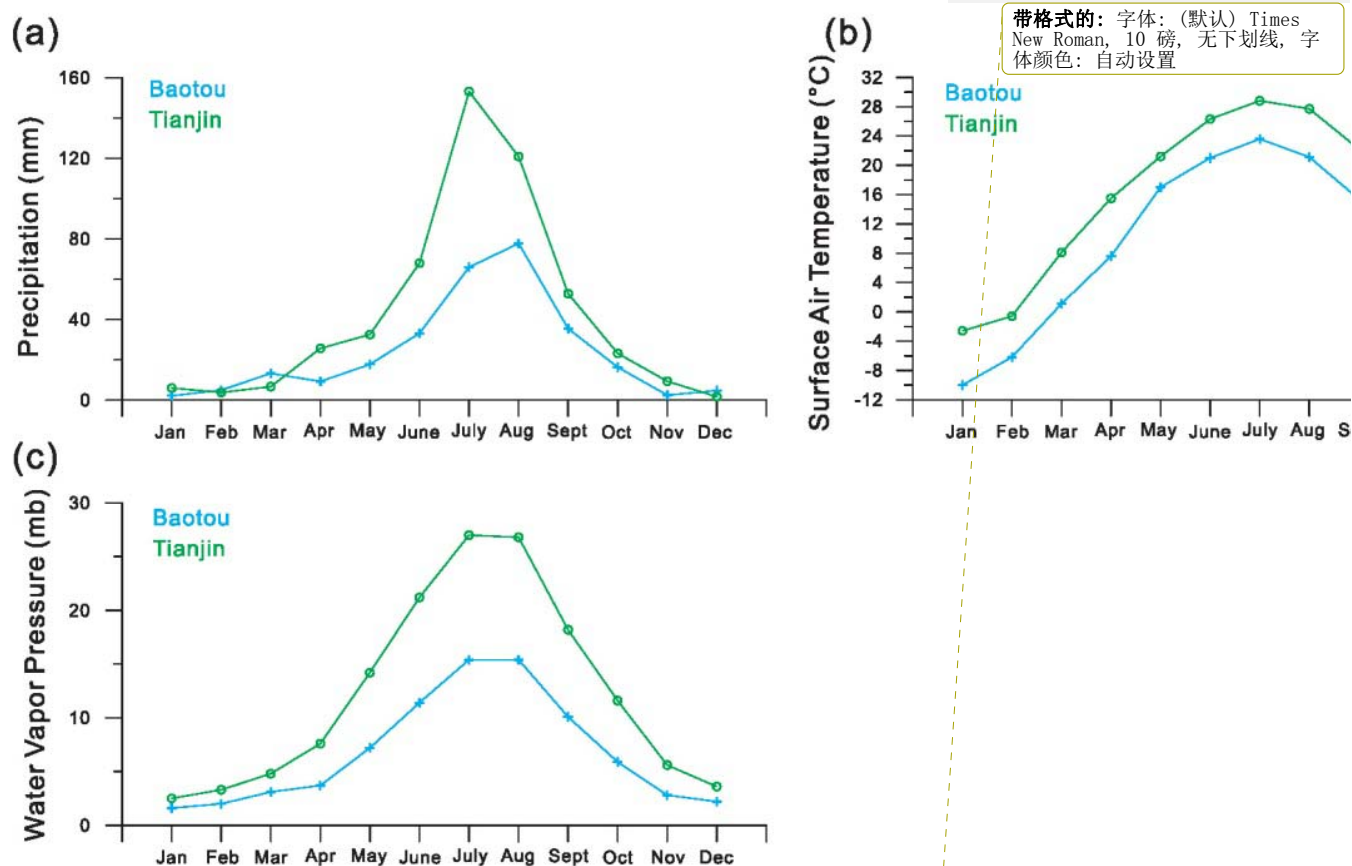 带格式的: 字体: (默认) Times
New Roman, 10 磅, 无下划线, 字
体颜色: 自动设置
(a)
Precipitation (mm)
Baotou
Tianjin
160
120
80
40
0
Jan Feb Mar Apr May June July Aug Sept Oct Nov Dec
(b)
Surface Air Temperature (°C)
Baotou
Tianjin
32
28
24
20
16
12
8
4
0
-4
-8
-12
Jan Feb Mar Apr May June July Aug
(c)
Water Vapor Pressure (mb)
Baotou
Tianjin
30
20
10
0
Jan Feb Mar Apr May June July Aug Sept Oct Nov Dec